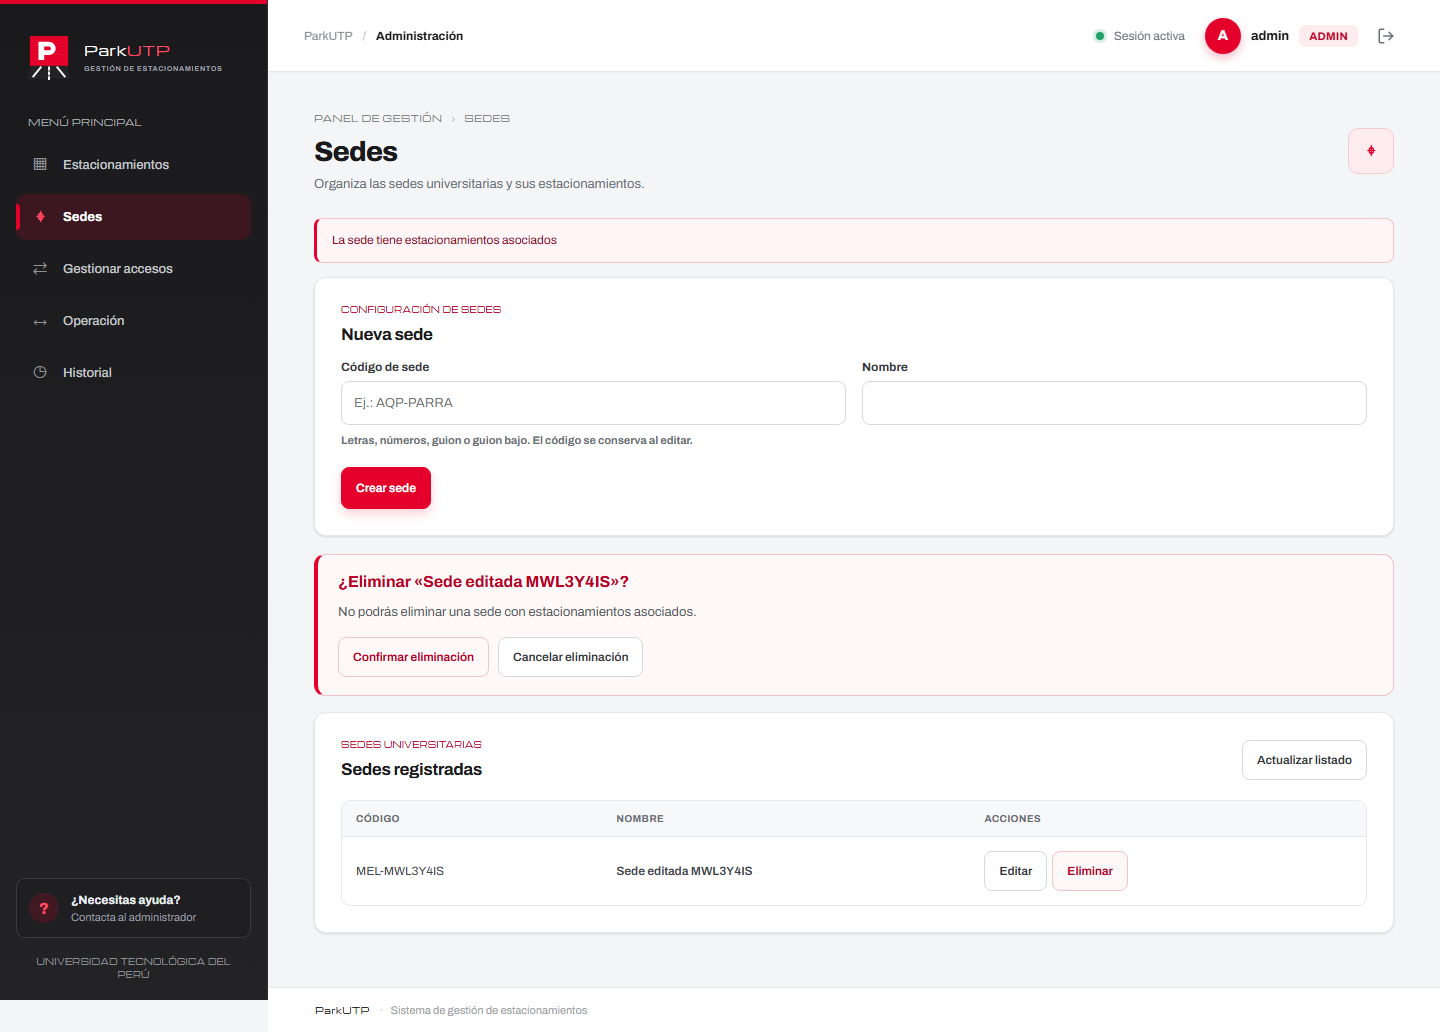 P
ParkUTP
GESTIÓN DE ESTACIONAMIENTOS
MENÚ PRINCIPAL
Estacionamientos
Sedes
Gestionar accesos
Operación
Historial
?
¿Necesitas ayuda?
Contacta al administrador
UNIVERSIDAD TECNOLÓGICA DEL
PERÚ
ParkUTP / Administración
Sesión activa
A
admin
ADMIN
PANEL DE GESTIÓN › SEDES
Sedes
Organiza las sedes universitarias y sus estacionamientos.
La sede tiene estacionamientos asociados
CONFIGURACIÓN DE SEDES
Nueva sede
Código de sede
Nombre
Ej.: AQP-PARRA
Letras, números, guion o guion bajo. El código se conserva al editar.
Crear sede
¿Eliminar «Sede editada MWL3Y4IS»?
No podrás eliminar una sede con estacionamientos asociados.
Confirmar eliminación
Cancelar eliminación
SEDES UNIVERSITARIAS
Sedes registradas
Actualizar listado
CÓDIGO NOMBRE ACCIONES
MEL-MWL3Y4IS Sede editada MWL3Y4IS Editar Eliminar
ParkUTP · Sistema de gestión de estacionamientos